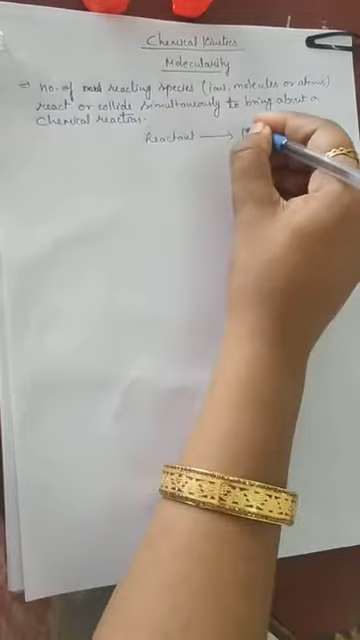 Chemical Kinetics
Molecularity
⇒ No. of reacting species (ions, molecules or atoms)
react or collide simultaneously to bring about a
Chemical reaction.
Reactant ⟶